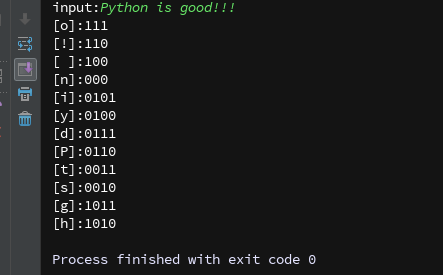 input:Python is good!!!
[o]:111
[!]:110
[ ]:100
[n]:000
[i]:0101
[y]:0100
[d]:0111
[P]:0110
[t]:0011
[s]:0010
[g]:1011
[h]:1010
Process finished with exit code 0